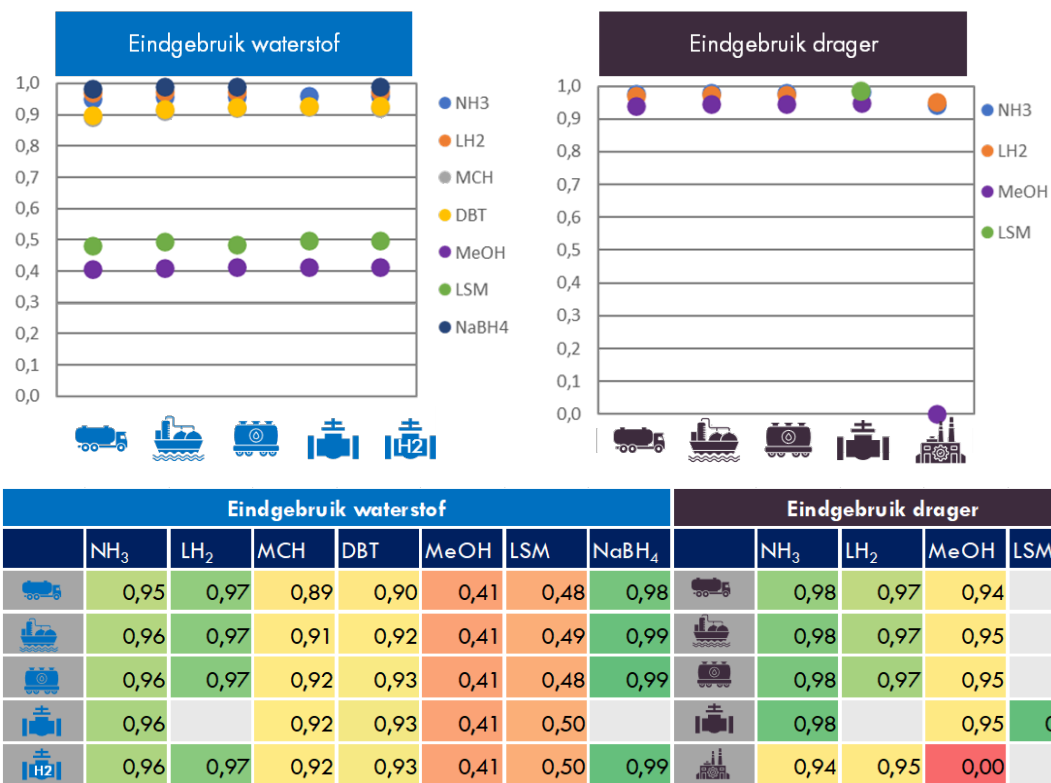 Eindgebruik waterstof
1,0
0,9
0,8
0,7
0,6
0,5
0,4
0,3
0,2
0,1
0,0
NH3
LH2
MCH
DBT
MeOH
LSM
NaBH4
H2
Eindgebruik drager
1,0
0,9
0,8
0,7
0,6
0,5
0,4
0,3
0,2
0,1
0,0
NH3
LH2
MeOH
LSM
Eindgebruik waterstof Eindgebruik drager
NH₃ LH₂ MCH DBT MeOH LSM NaBH₄ NH₃ LH₂ MeOH LSM
0,95 0,97 0,89 0,90 0,41 0,48 0,98 0,98 0,97 0,94
0,96 0,97 0,91 0,92 0,41 0,49 0,99 0,98 0,97 0,95
0,96 0,97 0,92 0,93 0,41 0,48 0,99 0,98 0,97 0,95
0,96 0,92 0,93 0,41 0,50 0,98 0,95
H2 0,96 0,97 0,92 0,93 0,41 0,50 0,99 0,94 0,95 0,00